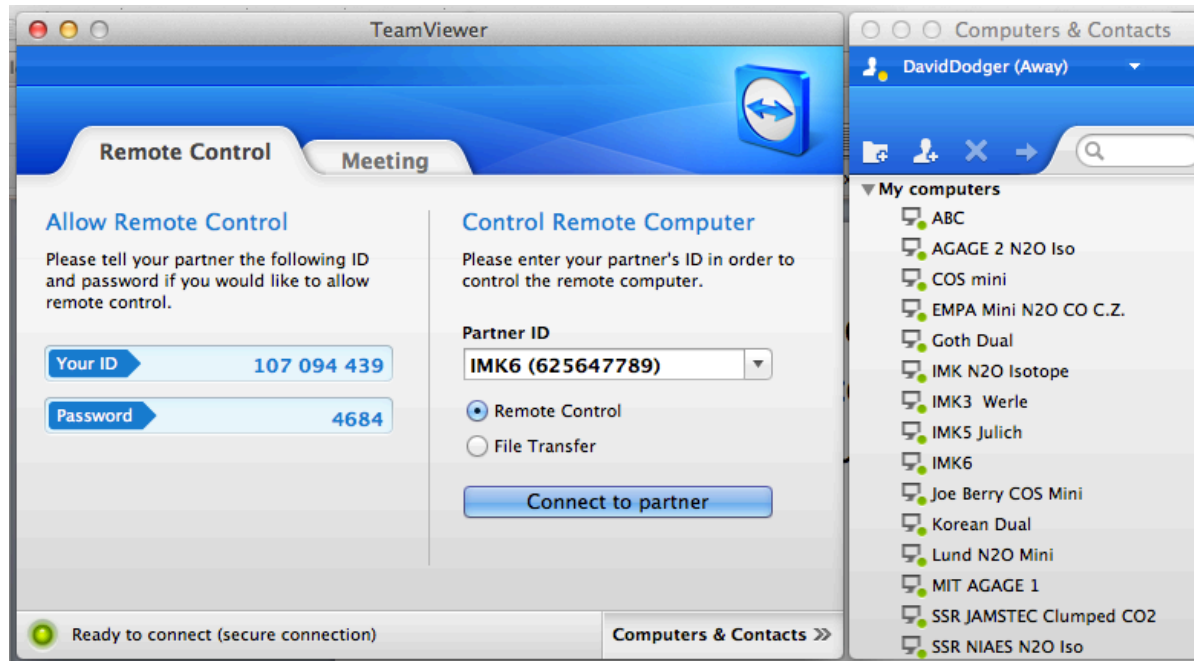 TeamViewer
Remote Control
Meeting
Allow Remote Control
Please tell your partner the following ID
and password if you would like to allow
remote control.
Your ID
107 094 439
Password
4684
Control Remote Computer
Please enter your partner's ID in order to
control the remote computer.
Partner ID
IMK6 (625647789)
Remote Control
File Transfer
Connect to partner
Ready to connect (secure connection)
Computers & Contacts >>
Computers & Contacts
DavidDodger (Away)
My computers
ABC
AGAGE 2 N2O Iso
COS mini
EMPA Mini N2O CO C.Z.
Goth Dual
IMK N2O Isotope
IMK3 Werle
IMK5 Julich
IMK6
Joe Berry COS Mini
Korean Dual
Lund N2O Mini
MIT AGAGE 1
SSR JAMSTEC Clumped CO2
SSR NIAES N2O Iso